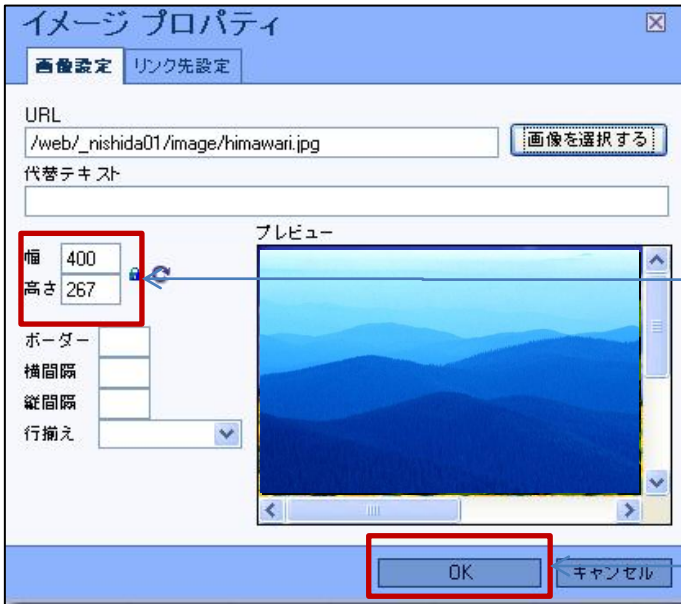 イメージ プロパティ
画像設定 リンク先設定
URL
/web/_nishida01/image/himawari.jpg 画像を選択する
代替テキスト
プレビュー
幅 400
高さ 267
ボーダー
横間隔
縦間隔
行揃え
OK キャンセル